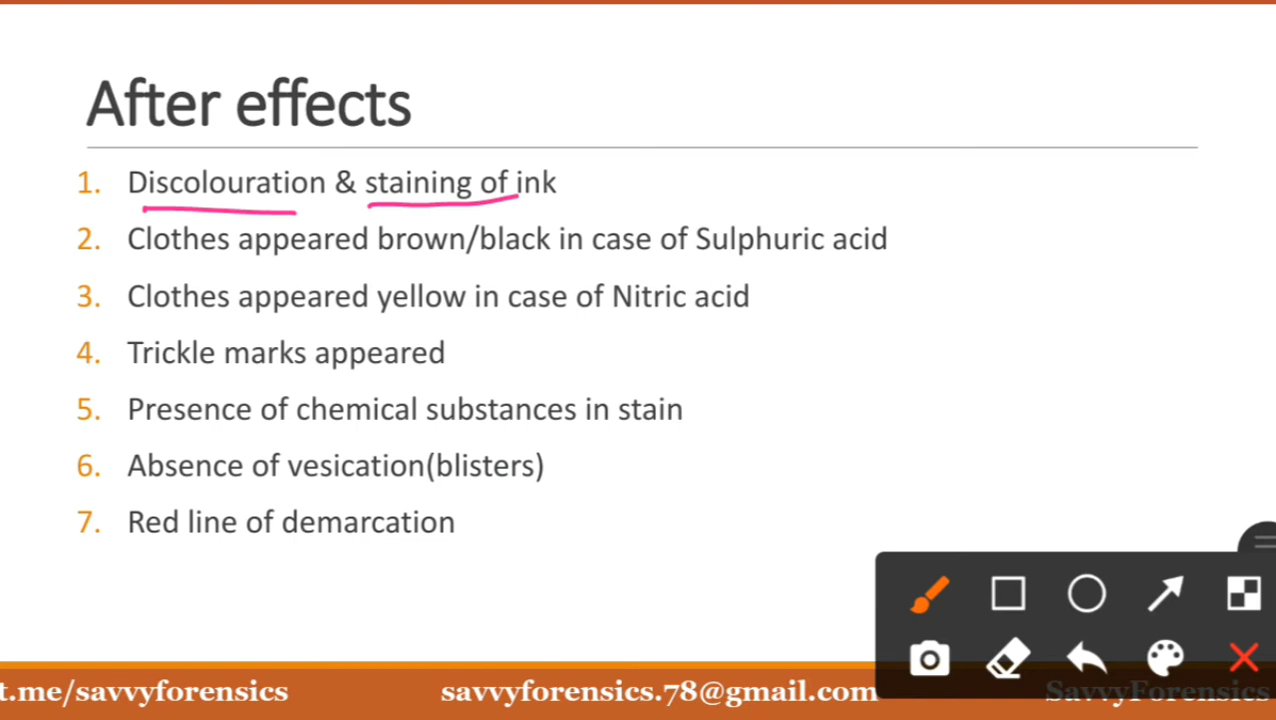 After effects
1. Discolouration & staining of ink
2. Clothes appeared brown/black in case of Sulphuric acid
3. Clothes appeared yellow in case of Nitric acid
4. Trickle marks appeared
5. Presence of chemical substances in stain
6. Absence of vesication(blisters)
7. Red line of demarcation
t.me/savvyforensics savvyforensics.78@gmail.com SavvyForensics